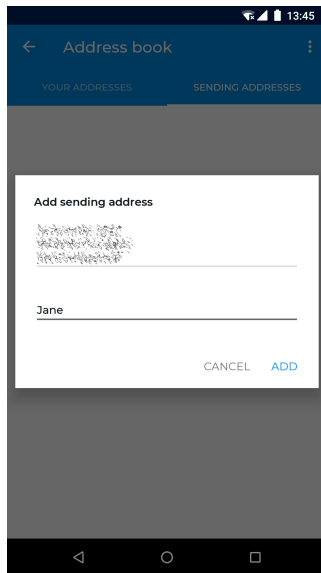 13:45
Address book
YOUR ADDRESSES
SENDING ADDRESSES
Add sending address
Jane
CANCEL
ADD